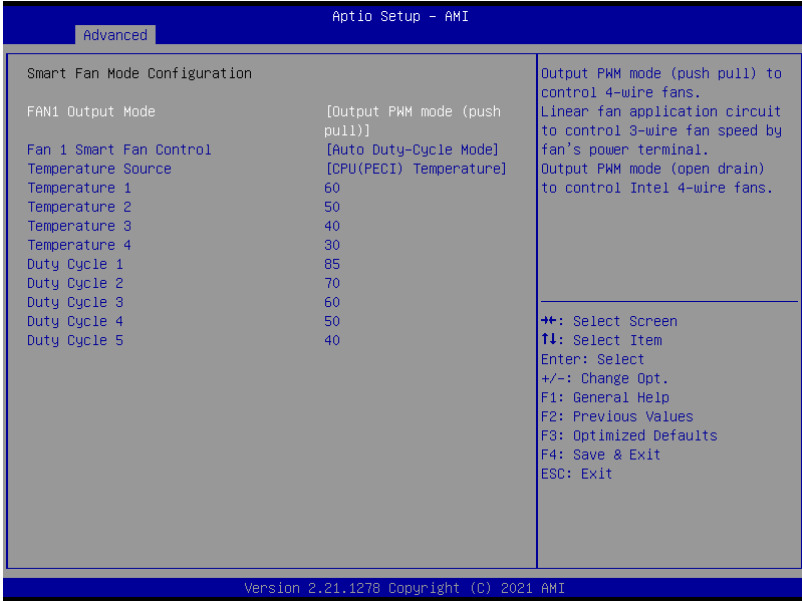 Aptio Setup – AMI
Advanced
Smart Fan Mode Configuration
FAN1 Output Mode [Output PWM mode (push
pull)]
Fan 1 Smart Fan Control [Auto Duty-Cycle Mode]
Temperature Source [CPU(PECI) Temperature]
Temperature 1 60
Temperature 2 50
Temperature 3 40
Temperature 4 30
Duty Cycle 1 85
Duty Cycle 2 70
Duty Cycle 3 60
Duty Cycle 4 50
Duty Cycle 5 40
Output PWM mode (push pull) to
control 4-wire fans.
Linear fan application circuit
to control 3-wire fan speed by
fan's power terminal.
Output PWM mode (open drain)
to control Intel 4-wire fans.
→←: Select Screen
↑↓: Select Item
Enter: Select
+/-: Change Opt.
F1: General Help
F2: Previous Values
F3: Optimized Defaults
F4: Save & Exit
ESC: Exit
Version 2.21.1278 Copyright (C) 2021 AMI